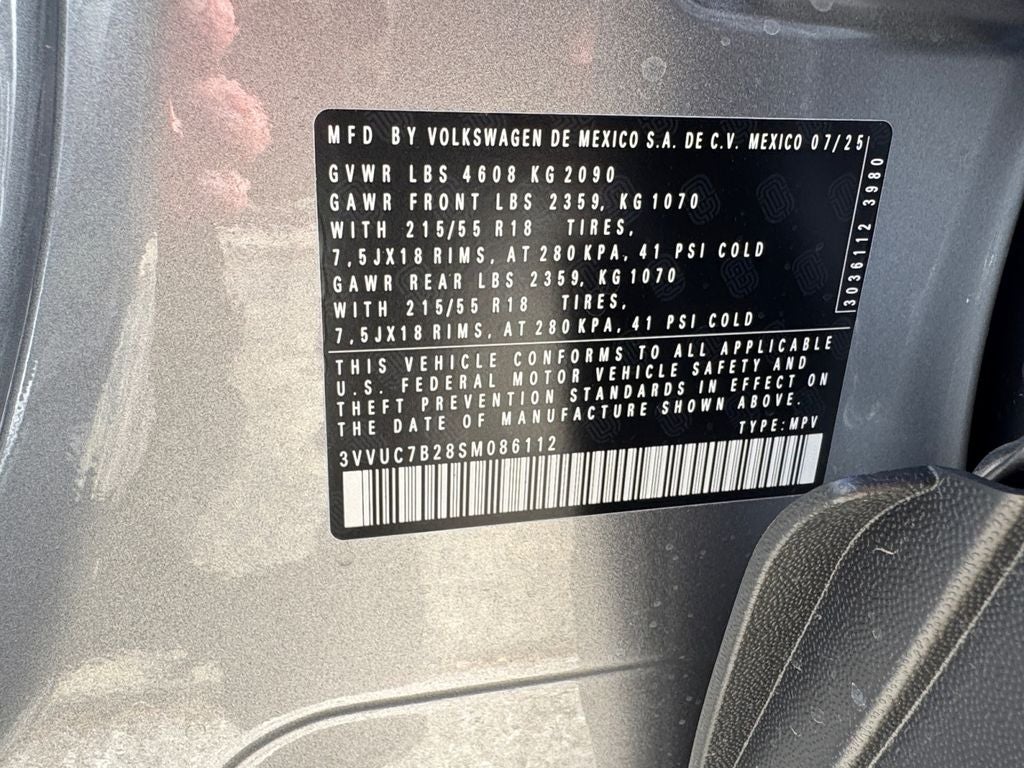 MFD BY VOLKSWAGEN DE MEXICO S.A. DE C.V. MEXICO 07/25
GVWR LBS 4608 KG 2090
GAWR FRONT LBS 2359, KG 1070
WITH 215/55 R18 TIRES,
7,5JX18 RIMS, AT 280 KPA, 41 PSI COLD
GAWR REAR LBS 2359, KG 1070
WITH 215/55 R18 TIRES,
7,5JX18 RIMS, AT 280 KPA, 41 PSI COLD
3036112 3980
THIS VEHICLE CONFORMS TO ALL APPLICABLE
U.S. FEDERAL MOTOR VEHICLE SAFETY AND
THEFT PREVENTION STANDARDS IN EFFECT ON
THE DATE OF MANUFACTURE SHOWN ABOVE.
TYPE: MPV
3VVUC7B28SM086112